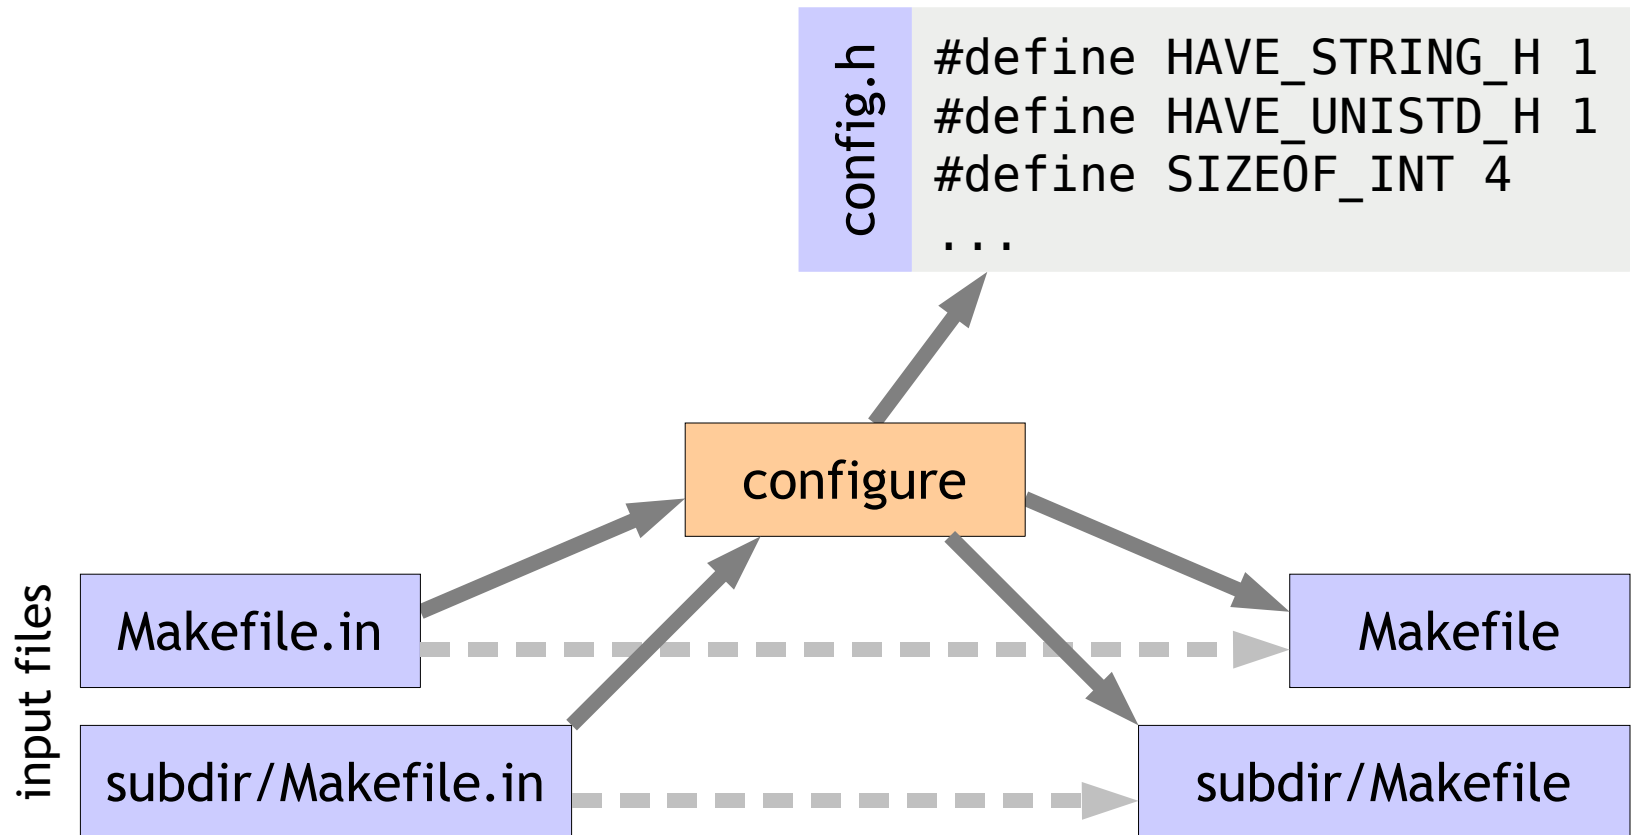 config.h
#define HAVE_STRING_H 1
#define HAVE_UNISTD_H 1
#define SIZEOF_INT 4
...
configure
input files
Makefile.in
Makefile
subdir/Makefile.in
subdir/Makefile